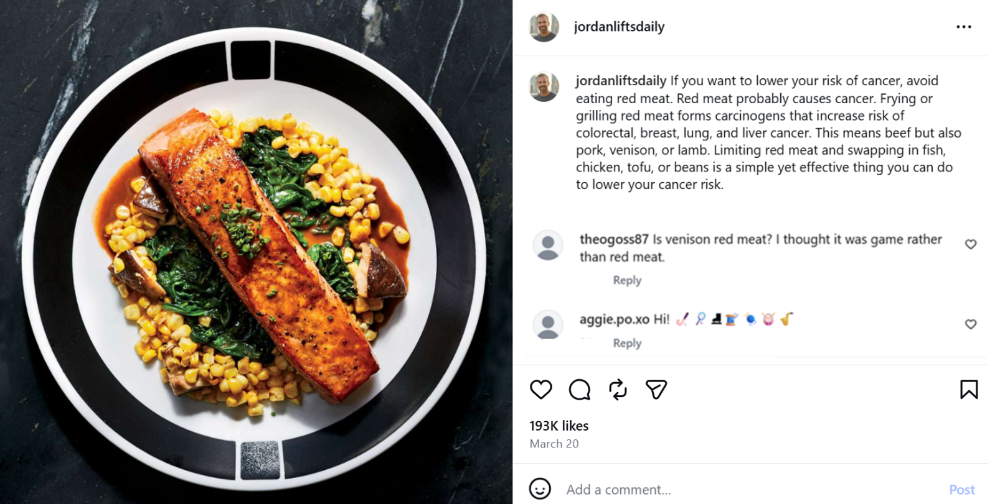 jordanliftsdaily
jordanliftsdaily If you want to lower your risk of cancer, avoid
eating red meat. Red meat probably causes cancer. Frying or
grilling red meat forms carcinogens that increase risk of
colorectal, breast, lung, and liver cancer. This means beef but also
pork, venison, or lamb. Limiting red meat and swapping in fish,
chicken, tofu, or beans is a simple yet effective thing you can do
to lower your cancer risk.
theogoss87 Is venison red meat? I thought it was game rather
than red meat.
Reply
aggie.po.xo Hi!
Reply
193K likes
March 20
Add a comment...
Post